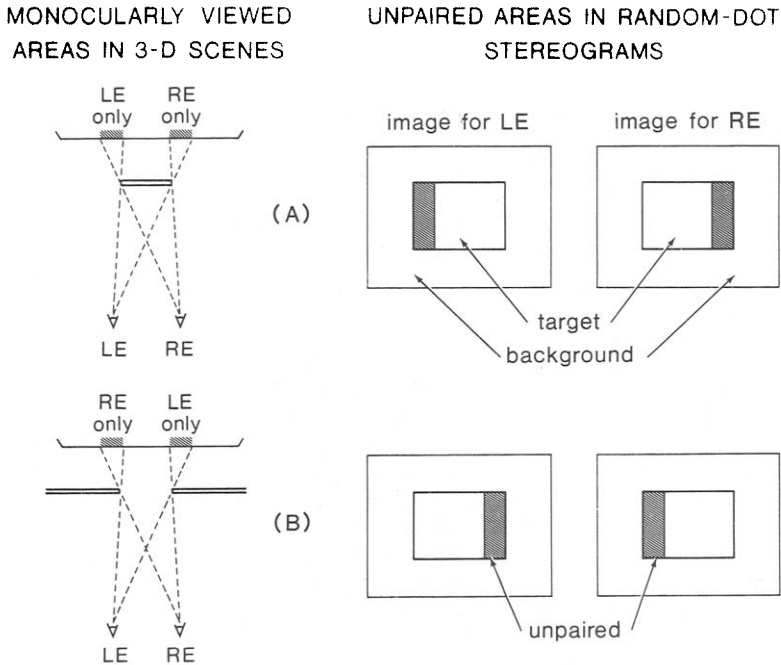 MONOCULARLY VIEWED
AREAS IN 3-D SCENES
UNPAIRED AREAS IN RANDOM-DOT
STEREOGRAMS
LE
only
RE
only
image for LE
image for RE
(A)
target
background
LE
RE
RE
only
LE
only
(B)
unpaired
LE
RE